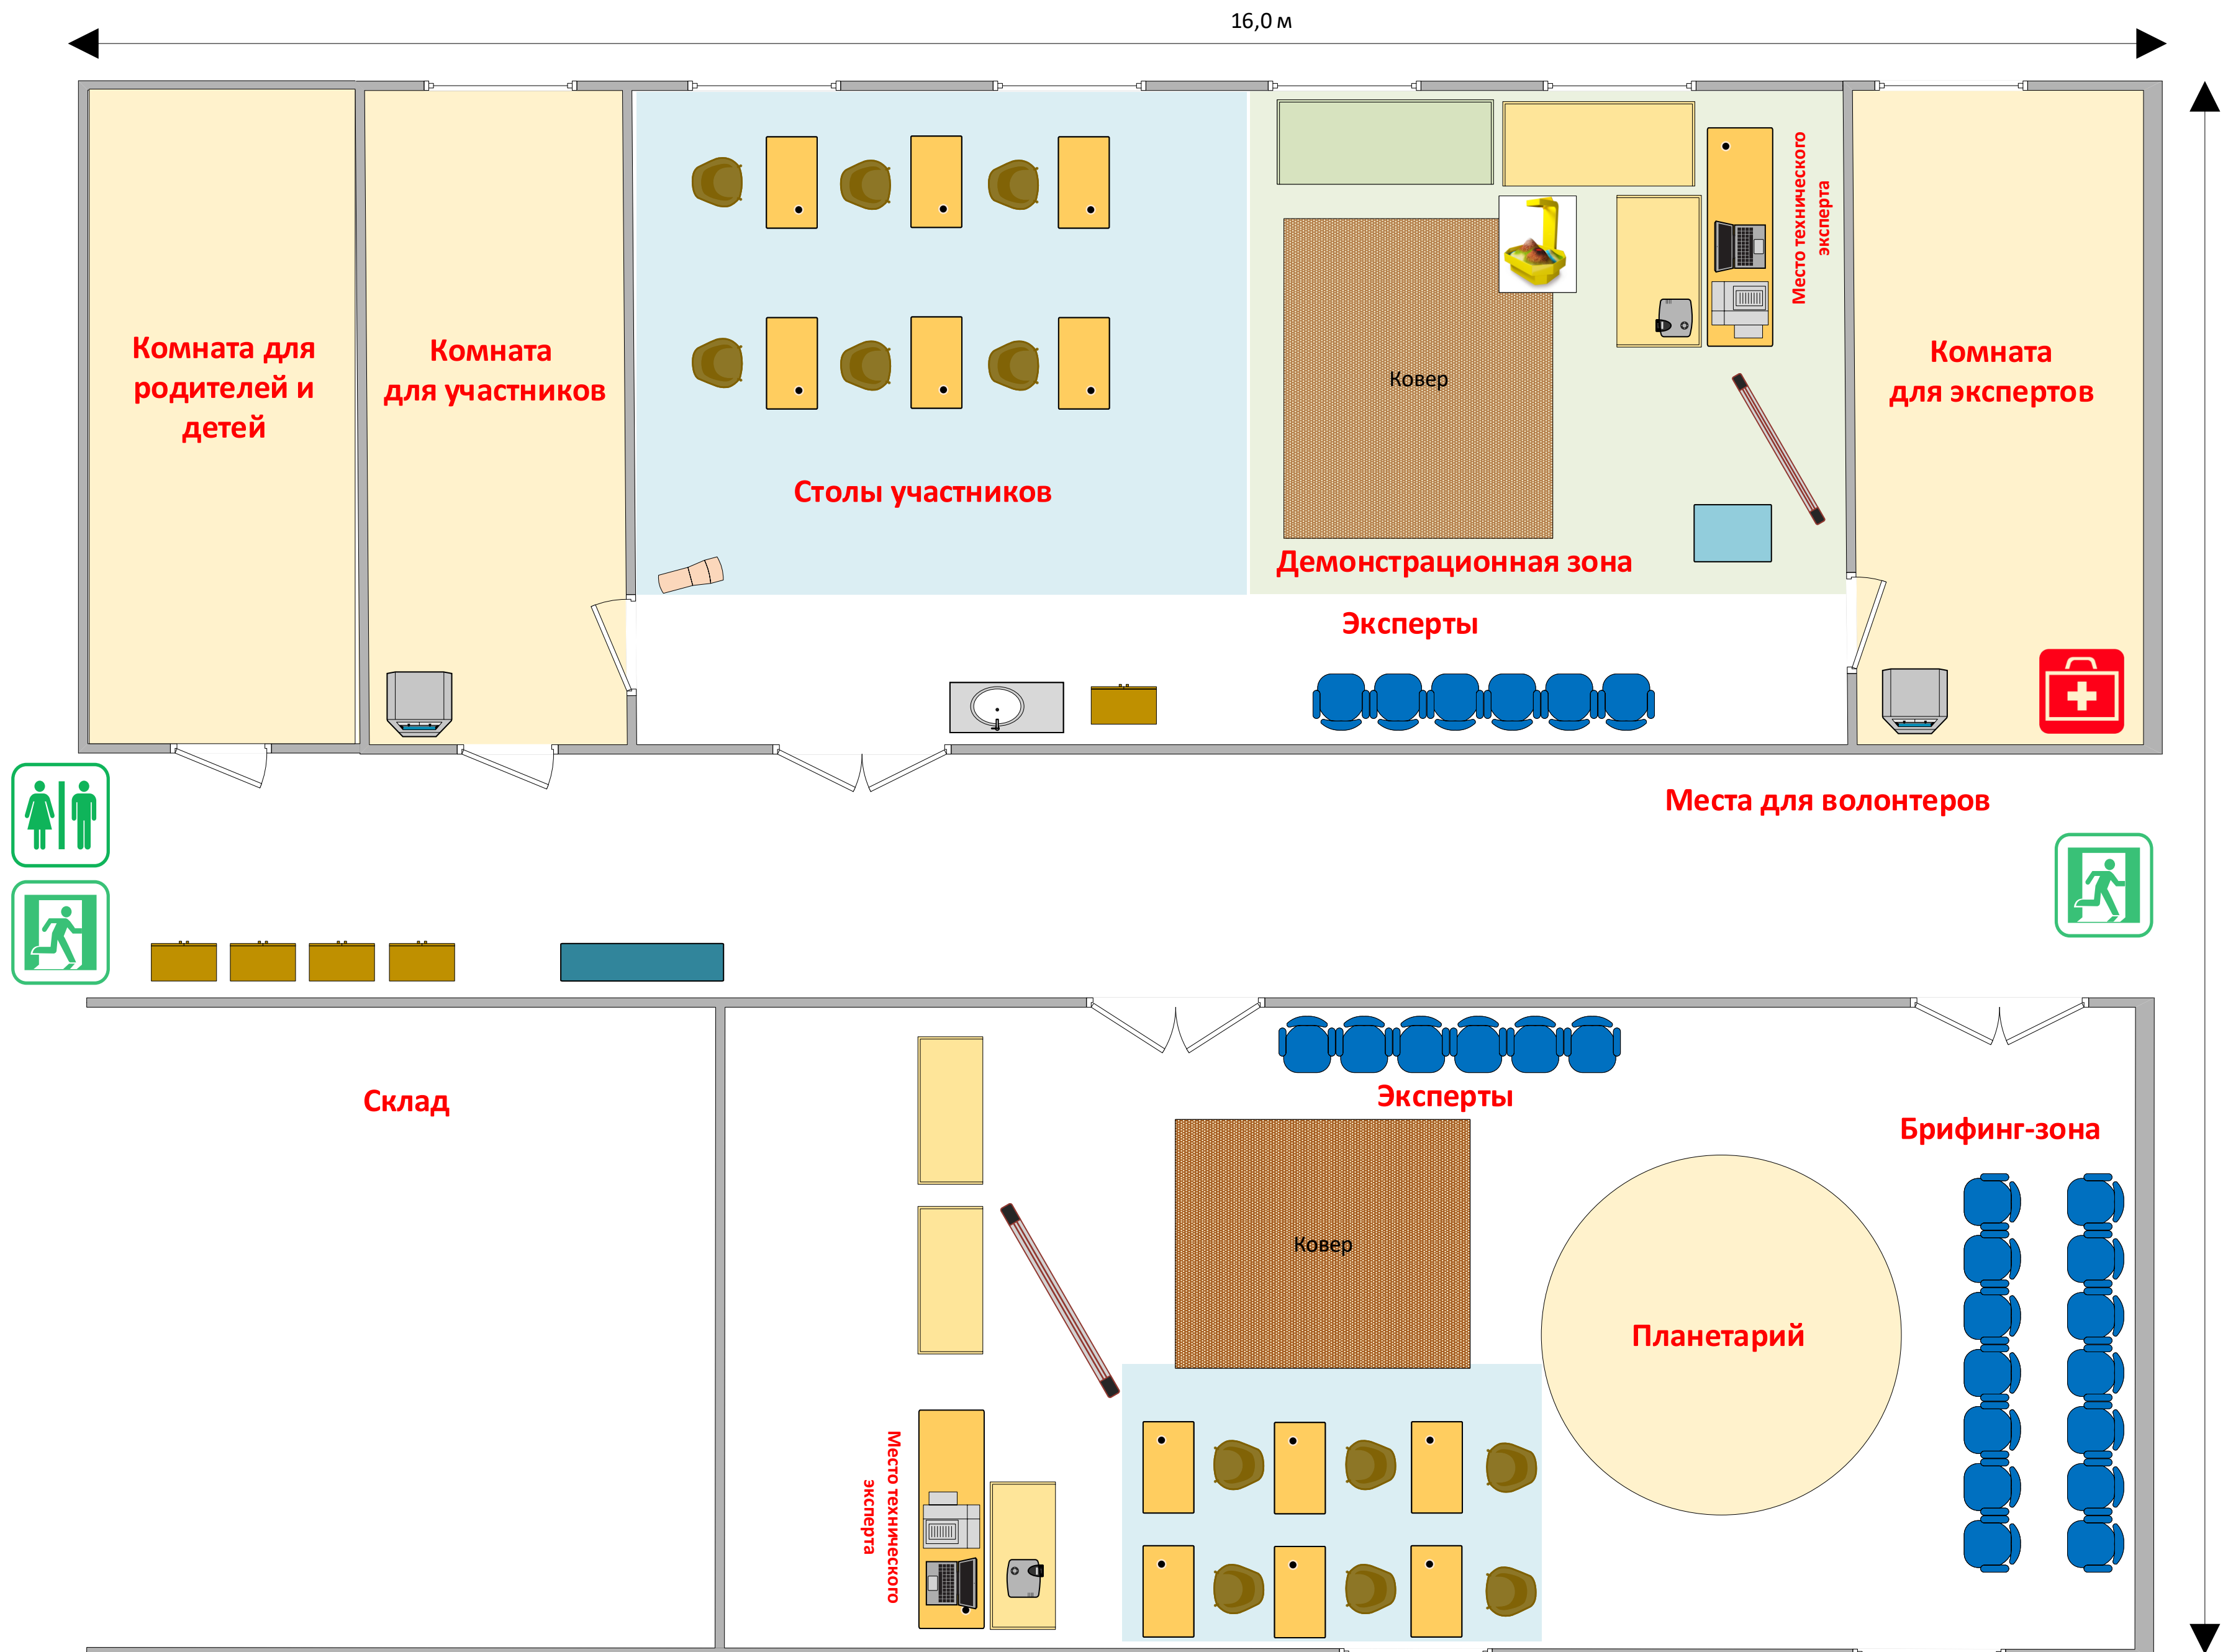 16,0 м
Место технического
эксперта
Комната для
родителей и
детей
Комната
для участников
Комната
для экспертов
Ковер
Столы участников
Демонстрационная зона
Эксперты
Места для волонтеров
Склад
Эксперты
Брифинг-зона
Ковер
Планетарий
Место технического
эксперта